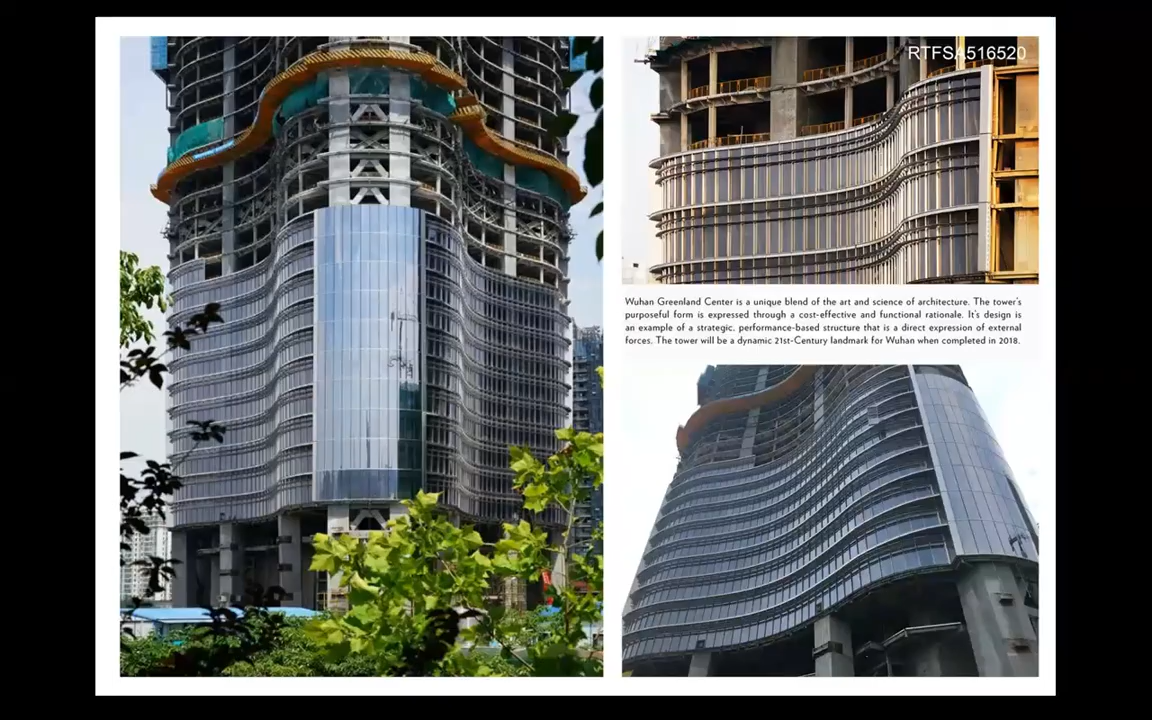 RTFSA516520
Wuhan Greenland Center is a unique blend of the art and science of architecture. The tower's
purposeful form is expressed through a cost-effective and functional rationale. It's design is
an example of a strategic, performance-based structure that is a direct expression of external
forces. The tower will be a dynamic 21st-Century landmark for Wuhan when completed in 2018.